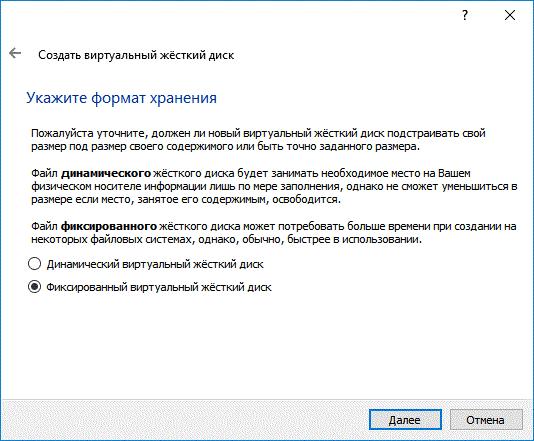 ?
Создать виртуальный жёсткий диск
Укажите формат хранения
Пожалуйста уточните, должен ли новый виртуальный жёсткий диск подстраивать свой
размер под размер своего содержимого или быть точно заданного размера.
Файл динамического жёсткого диска будет занимать необходимое место на Вашем
физическом носителе информации лишь по мере заполнения, однако не сможет уменьшиться в
размере если место, занятое его содержимым, освободится.
Файл фиксированного жёсткого диска может потребовать больше времени при создании на
некоторых файловых системах, однако, обычно, быстрее в использовании.
Динамический виртуальный жёсткий диск
Фиксированный виртуальный жёсткий диск
Далее
Отмена